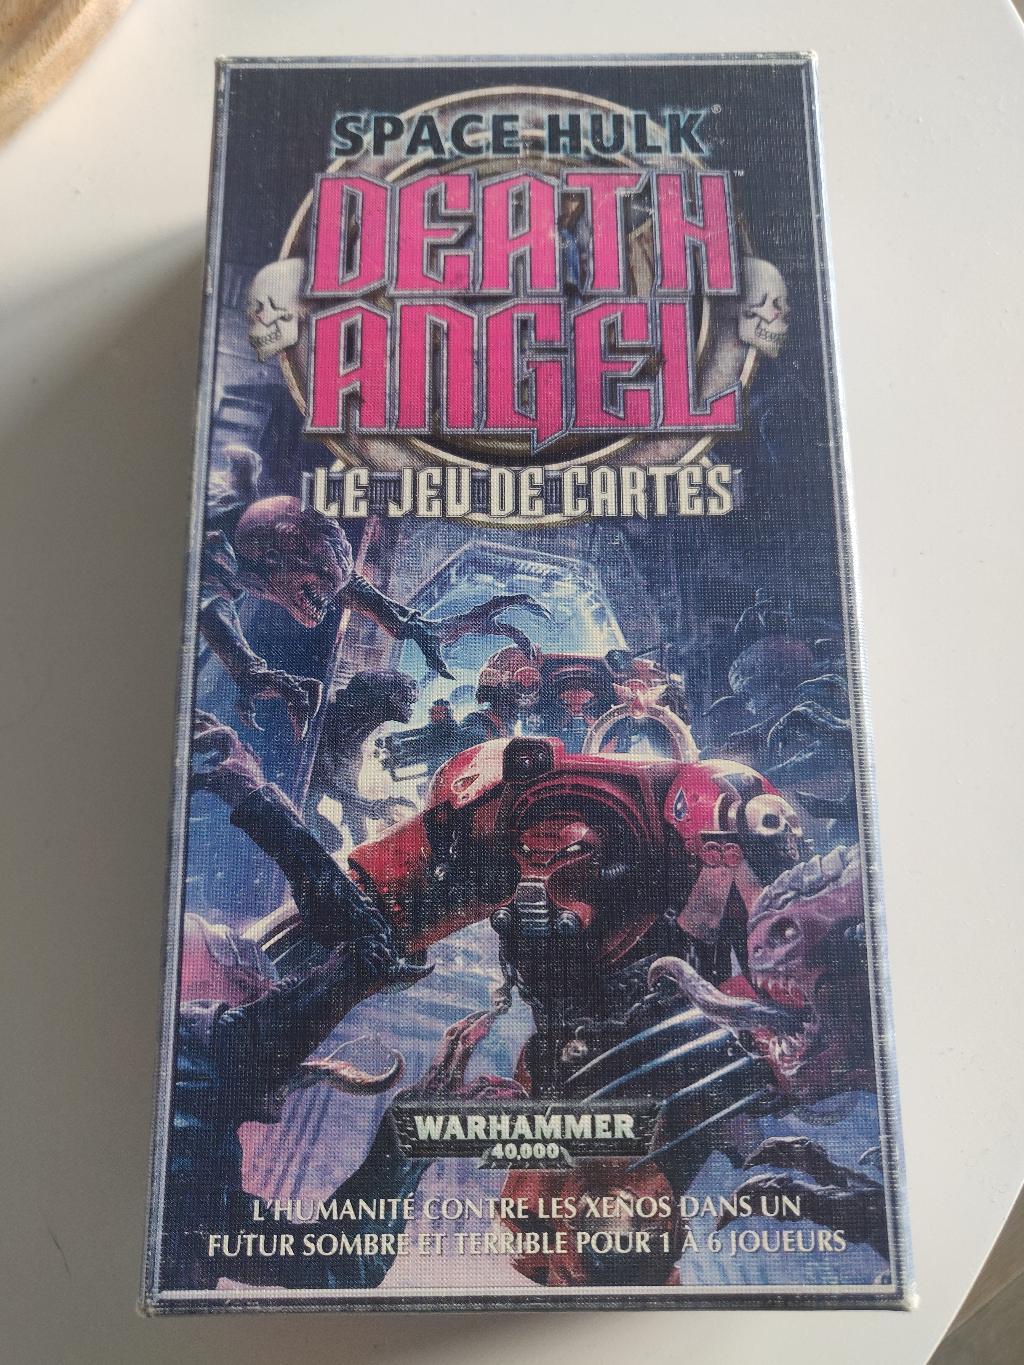 SPACE HULK®
DEATH™
ANGEL
LE JEU DE CARTES
WARHAMMER
40,000
L'HUMANITÉ CONTRE LES XENOS DANS UN
FUTUR SOMBRE ET TERRIBLE POUR 1 À 6 JOUEURS